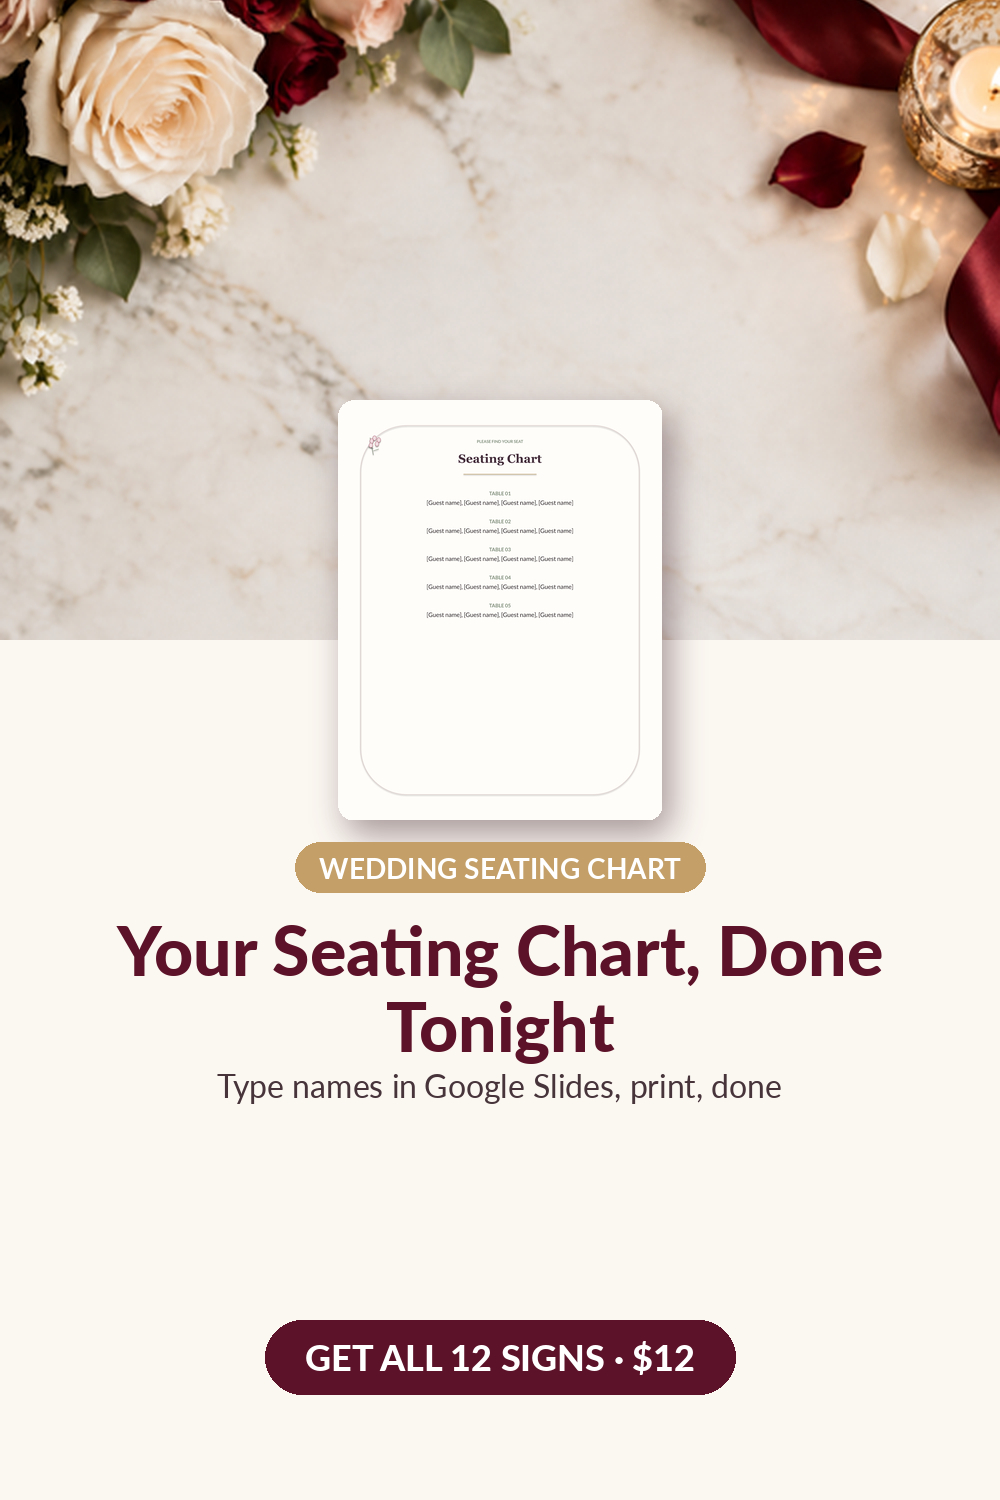 PLEASE FIND YOUR SEAT
Seating Chart
TABLE 01
[Guest name], [Guest name], [Guest name], [Guest name]
TABLE 02
[Guest name], [Guest name], [Guest name], [Guest name]
TABLE 03
[Guest name], [Guest name], [Guest name], [Guest name]
TABLE 04
[Guest name], [Guest name], [Guest name], [Guest name]
TABLE 05
[Guest name], [Guest name], [Guest name], [Guest name]
WEDDING SEATING CHART
Your Seating Chart, Done
Tonight
Type names in Google Slides, print, done
GET ALL 12 SIGNS · $12